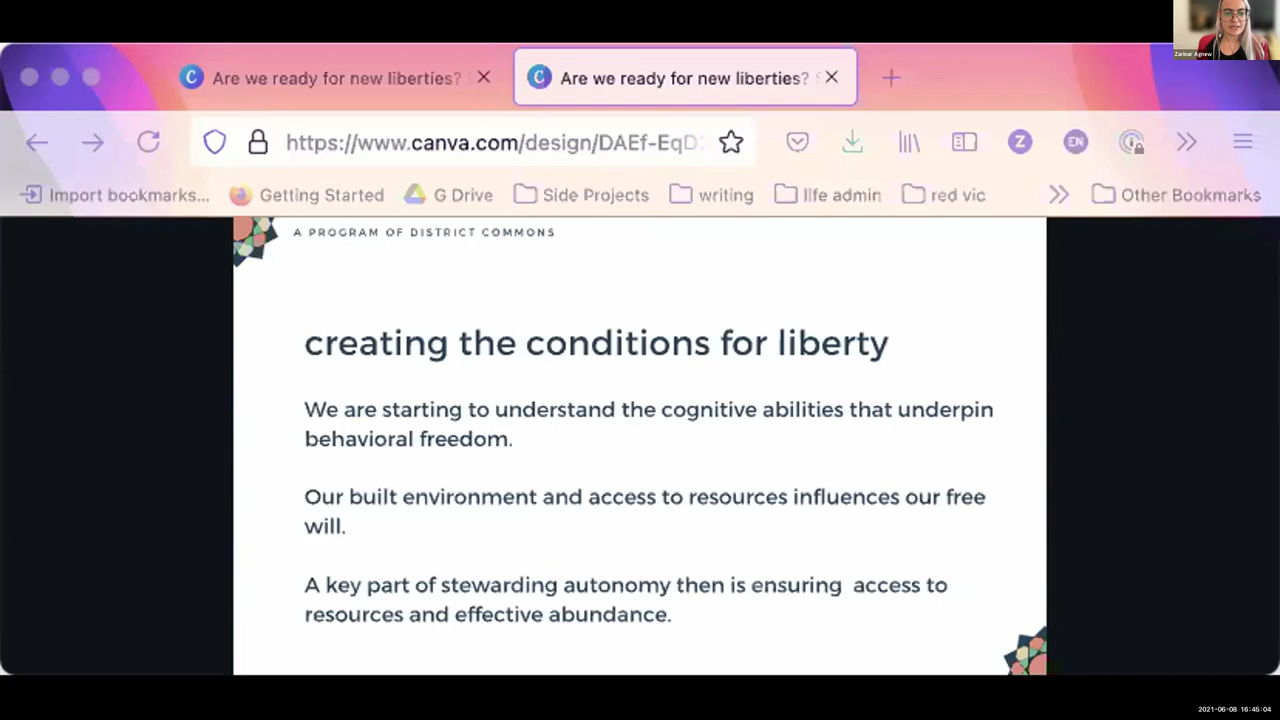 Zarinar Agnew
Are we ready for new liberties?
Are we ready for new liberties?
https://www.canva.com/design/DAEf-EqD
Z
EN
Import bookmarks...
Getting Started
G Drive
Side Projects
writing
life admin
red vic
Other Bookmarks
A PROGRAM OF DISTRICT COMMONS
creating the conditions for liberty
We are starting to understand the cognitive abilities that underpin
behavioral freedom.
Our built environment and access to resources influences our free
will.
A key part of stewarding autonomy then is ensuring access to
resources and effective abundance.
2021-06-08 16:45:04